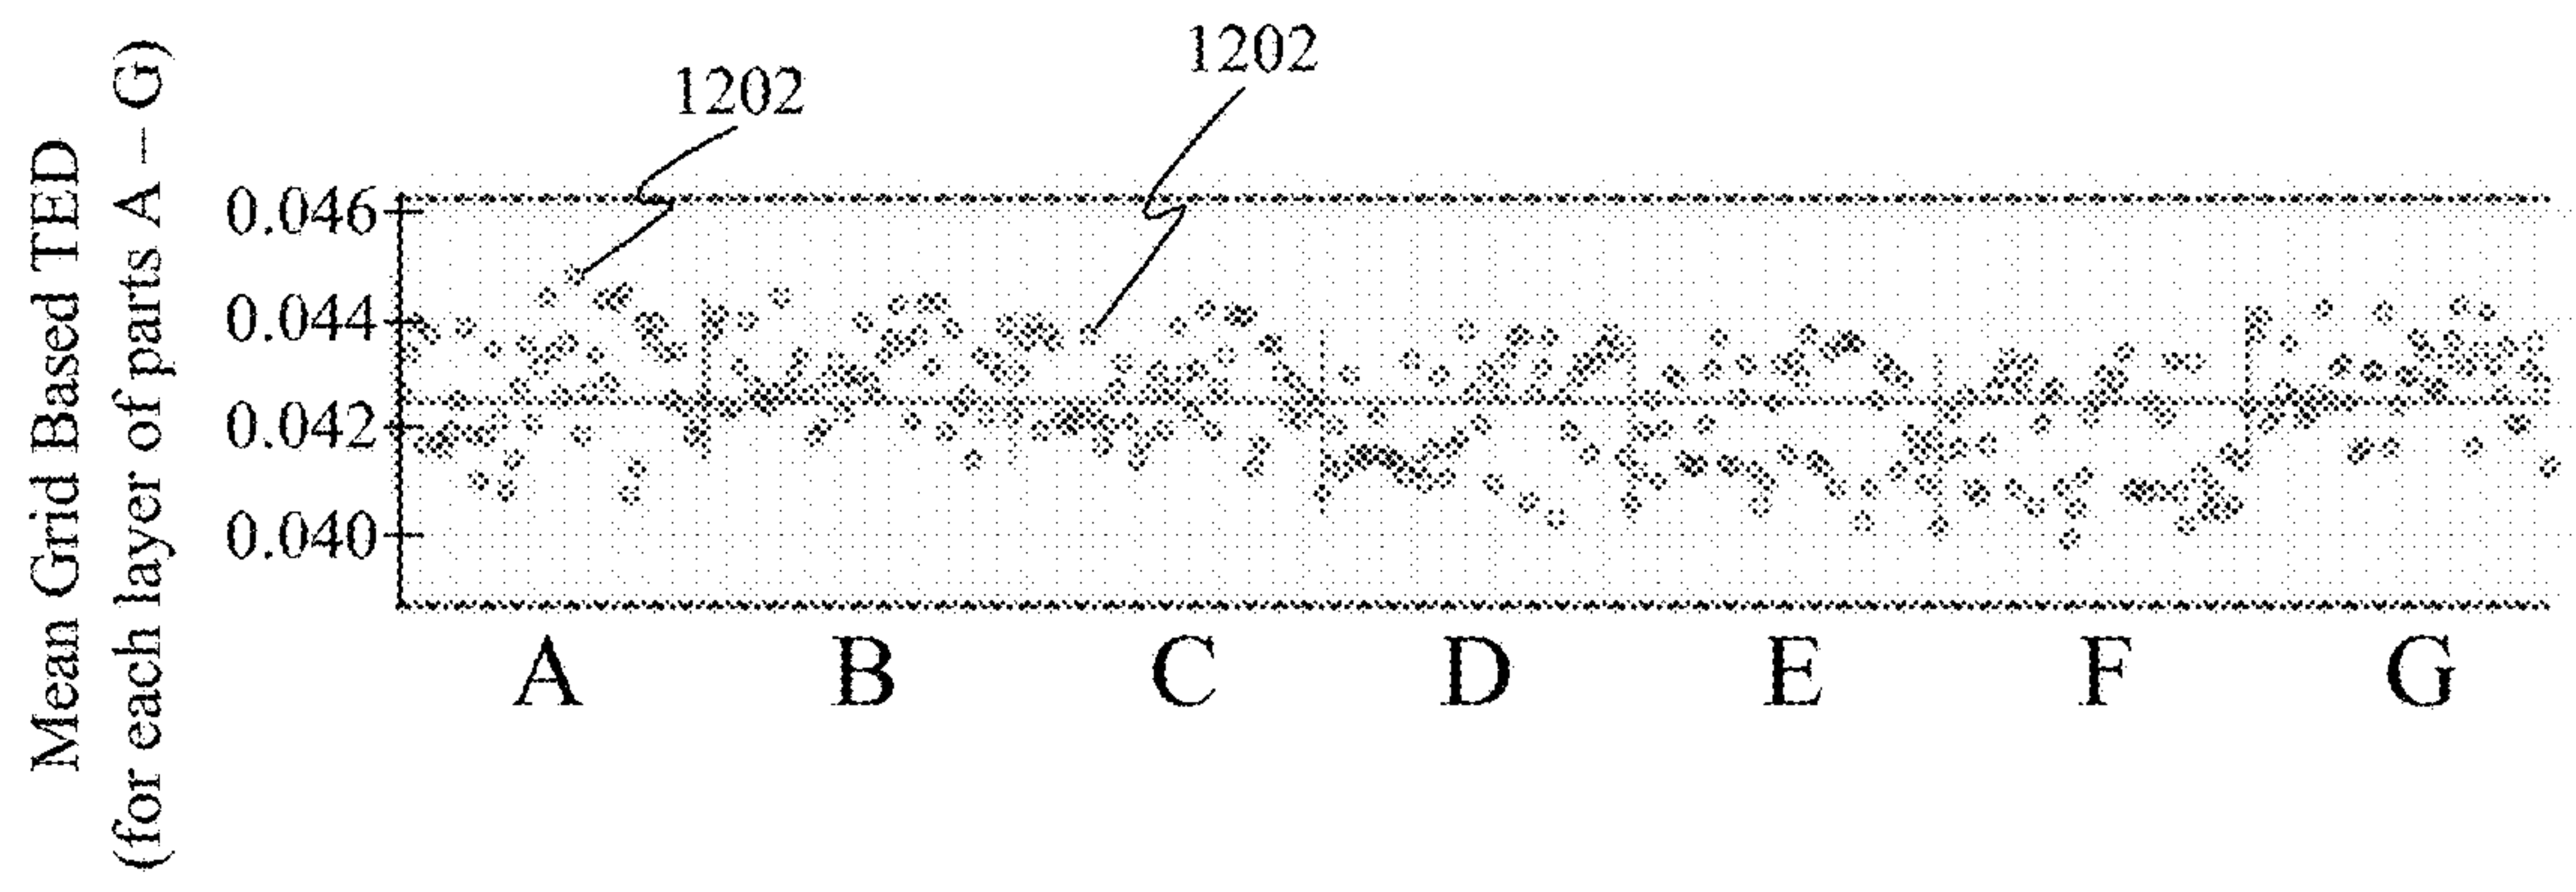 1202
1202
Mean Grid Based TED
(for each layer of parts A – G)
0.046
0.044
0.042
0.040
A B C D E F G